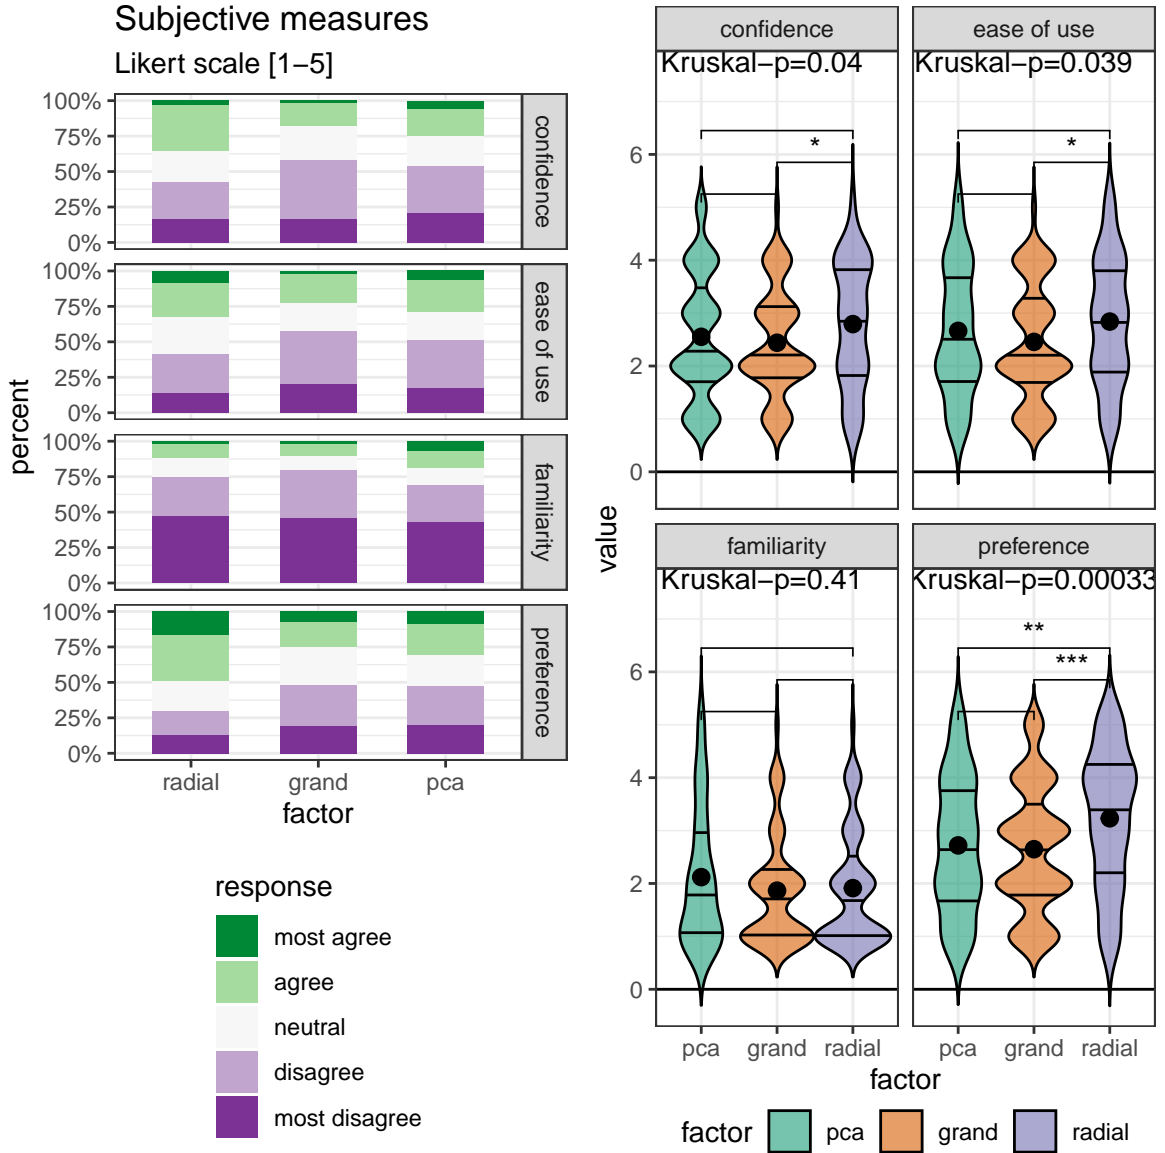 Subjective measures
Likert scale [1−5]
percent
100%
75%
50%
25%
0%
confidence
100%
75%
50%
25%
0%
ease of use
100%
75%
50%
25%
0%
familiarity
100%
75%
50%
25%
0%
preference
radial grand pca
factor
response
most agree
agree
neutral
disagree
most disagree
value
confidence
Kruskal−p=0.04
*
6
4
2
0
ease of use
Kruskal−p=0.039
*
familiarity
Kruskal−p=0.41
6
4
2
0
preference
Kruskal−p=0.00033
**
***
pca grand radial
pca grand radial
factor
factor pca grand radial